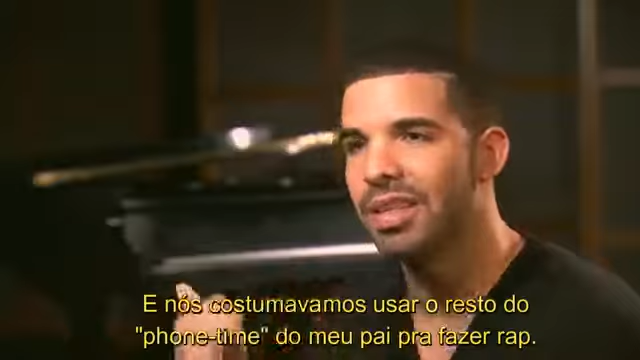 E nós costumavamos usar o resto do
"phone-time" do meu pai pra fazer rap.